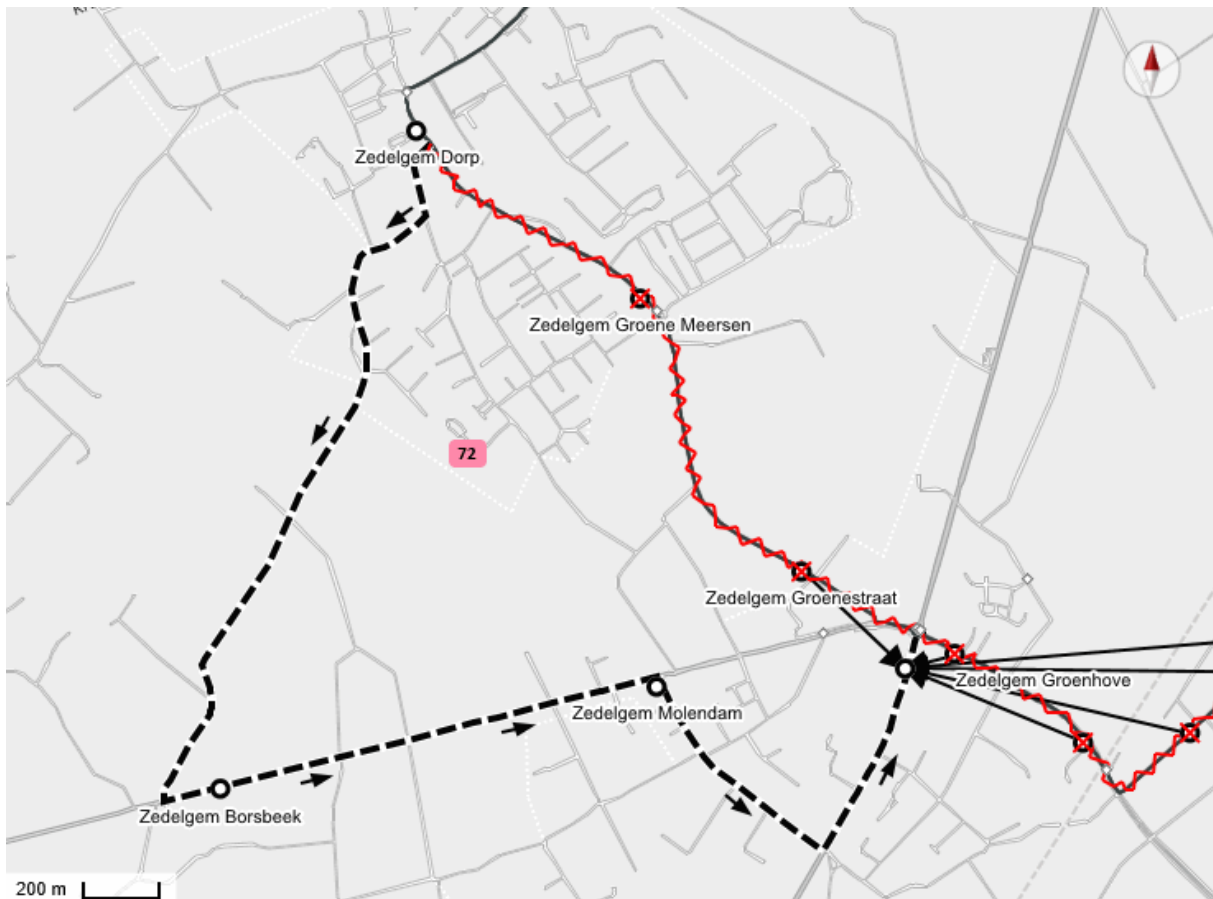 Zedelgem Dorp
Zedelgem Groene Meersen
72
Zedelgem Groenestraat
Zedelgem Groenhove
Zedelgem Molendam
Zedelgem Borsbeek
200 m